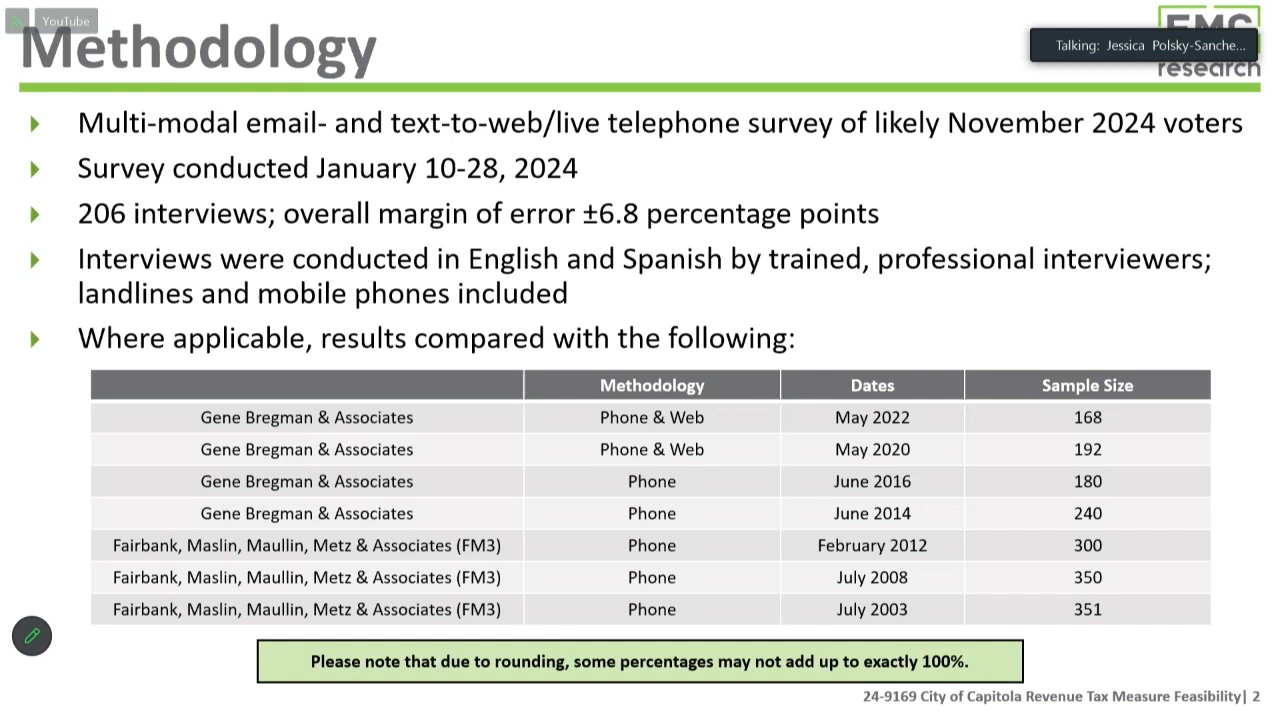 YouTube
Methodology
EMC
research
Talking: Jessica Polsky-Sanche...
Multi-modal email- and text-to-web/live telephone survey of likely November 2024 voters
Survey conducted January 10-28, 2024
206 interviews; overall margin of error ±6.8 percentage points
Interviews were conducted in English and Spanish by trained, professional interviewers;
landlines and mobile phones included
Where applicable, results compared with the following:
Methodology Dates Sample Size
Gene Bregman & Associates Phone & Web May 2022 168
Gene Bregman & Associates Phone & Web May 2020 192
Gene Bregman & Associates Phone June 2016 180
Gene Bregman & Associates Phone June 2014 240
Fairbank, Maslin, Maullin, Metz & Associates (FM3) Phone February 2012 300
Fairbank, Maslin, Maullin, Metz & Associates (FM3) Phone July 2008 350
Fairbank, Maslin, Maullin, Metz & Associates (FM3) Phone July 2003 351
Please note that due to rounding, some percentages may not add up to exactly 100%.
24-9169 City of Capitola Revenue Tax Measure Feasibility| 2